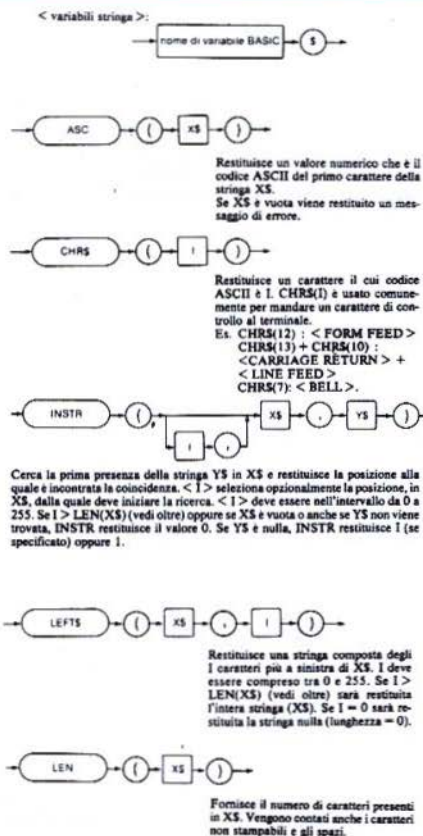 < variabili stringa >:
nome di variabile BASIC $
ASC ( X$ )
Restituisce un valore numerico che è il
codice ASCII del primo carattere della
stringa X$.
Se X$ è vuota viene restituito un mes-
saggio di errore.
CHR$ ( I )
Restituisce un carattere il cui codice
ASCII è I. CHR$(I) è usato comune-
mente per mandare un carattere di con-
trollo al terminale.
Es. CHR$(12) : < FORM FEED >
CHR$(13) + CHR$(10) :
<CARRIAGE RETURN > +
< LINE FEED >
CHR$(7): < BELL >.
INSTR ( , X$ , Y$ )
I ,
Cerca la prima presenza della stringa Y$ in X$ e restituisce la posizione alla
quale è incontrata la coincidenza. < I > seleziona opzionalmente la posizione, in
X$, dalla quale deve iniziare la ricerca. < I > deve essere nell'intervallo da 0 a
255. Se I > LEN(X$) (vedi oltre) oppure se X$ è vuota o anche se Y$ non viene
trovata, INSTR restituisce il valore 0. Se Y$ è nulla, INSTR restituisce I (se
specificato) oppure 1.
LEFT$ ( X$ , I )
Restituisce una stringa composta degli
I caratteri più a sinistra di X$. I deve
essere compreso tra 0 e 255. Se I >
LEN(X$) (vedi oltre) sarà restituita
l'intera stringa (X$). Se I = 0 sarà re-
stituita la stringa nulla (lunghezza = 0).
LEN ( X$ )
Fornisce il numero di caratteri presenti
in X$. Vengono contati anche i caratteri
non stampabili e gli spazi.